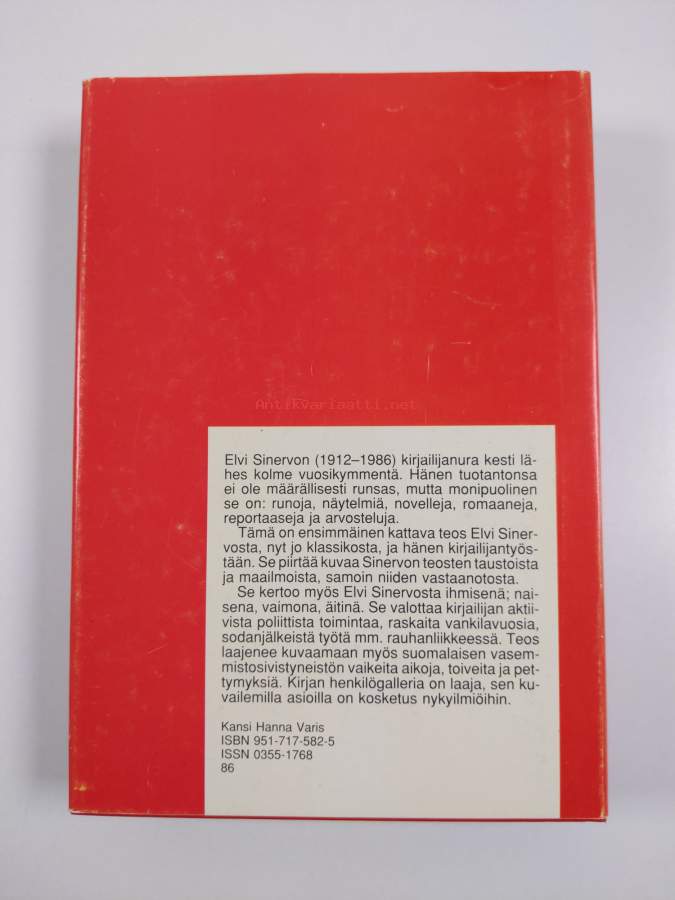 Antikvariaatti.net
Elvi Sinervon (1912–1986) kirjailijanura kesti lä-
hes kolme vuosikymmentä. Hänen tuotantonsa
ei ole määrällisesti runsas, mutta monipuolinen
se on: runoja, näytelmiä, novelleja, romaaneja,
reportaaseja ja arvosteluja.
Tämä on ensimmäinen kattava teos Elvi Siner-
vosta, nyt jo klassikosta, ja hänen kirjailijantyös-
tään. Se piirtää kuvaa Sinervon teosten taustoista
ja maailmoista, samoin niiden vastaanotosta.
Se kertoo myös Elvi Sinervosta ihmisenä; nai-
sena, vaimona, äitinä. Se valottaa kirjailijan aktii-
vista poliittista toimintaa, raskaita vankilavuosia,
sodanjälkeistä työtä mm. rauhanliikkeessä. Teos
laajenee kuvaamaan myös suomalaisen vasem-
mistosivistyneistön vaikeita aikoja, toiveita ja pet-
tymyksiä. Kirjan henkilögalleria on laaja, sen ku-
vailemilla asioilla on kosketus nykyilmiöihin.
Kansi Hanna Varis
ISBN 951-717-582-5
ISSN 0355-1768
86